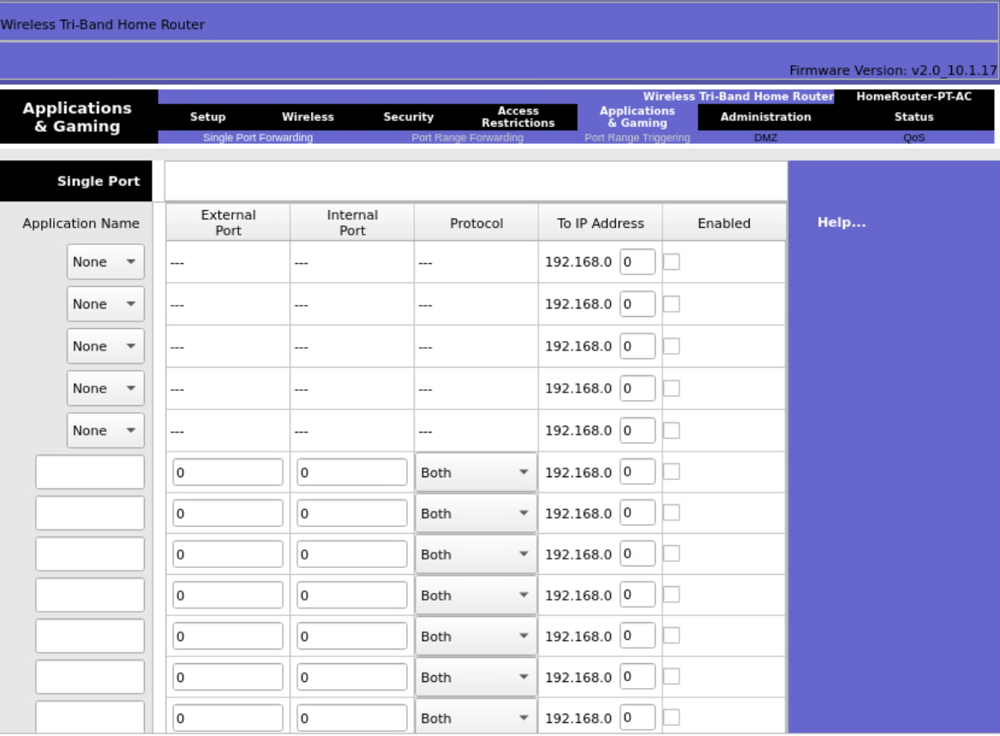 Wireless Tri-Band Home Router
Firmware Version: v2.0_10.1.17
Applications
& Gaming
Wireless Tri-Band Home Router HomeRouter-PT-AC
Setup Wireless Security Access Restrictions Applications & Gaming Administration Status
Single Port Forwarding Port Range Forwarding Port Range Triggering DMZ QoS
Single Port
Application Name External Port Internal Port Protocol To IP Address Enabled Help...
None --- --- --- 192.168.0 0
None --- --- --- 192.168.0 0
None --- --- --- 192.168.0 0
None --- --- --- 192.168.0 0
None --- --- --- 192.168.0 0
0 0 Both 192.168.0 0
0 0 Both 192.168.0 0
0 0 Both 192.168.0 0
0 0 Both 192.168.0 0
0 0 Both 192.168.0 0
0 0 Both 192.168.0 0
0 0 Both 192.168.0 0